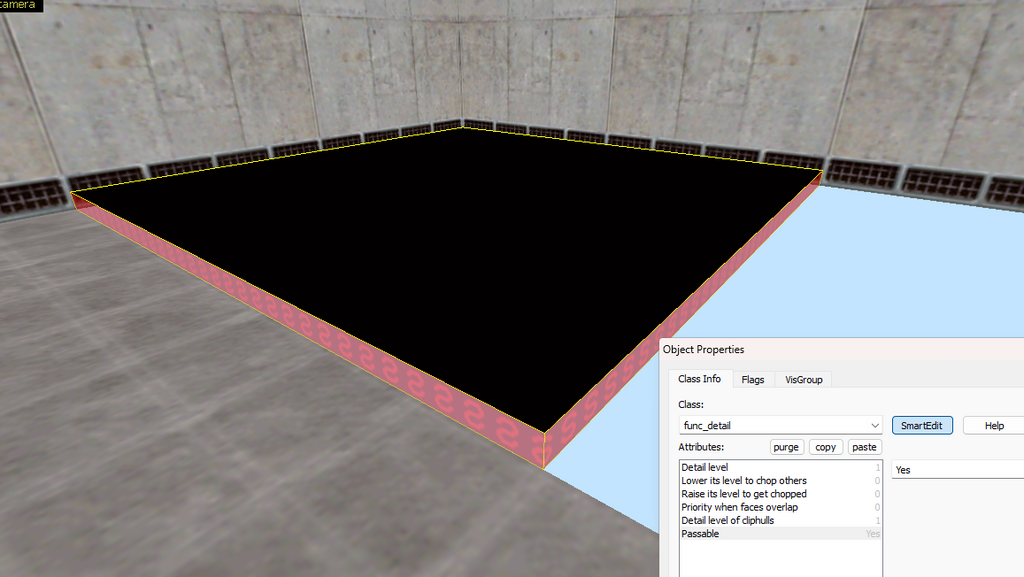 camera
Object Properties
Class Info Flags VisGroup
Class:
func_detail SmartEdit Help
Attributes: purge copy paste
Detail level 1
Lower its level to chop others 0
Raise its level to get chopped 0
Priority when faces overlap 0
Detail level of cliphulls 1
Passable Yes
Yes